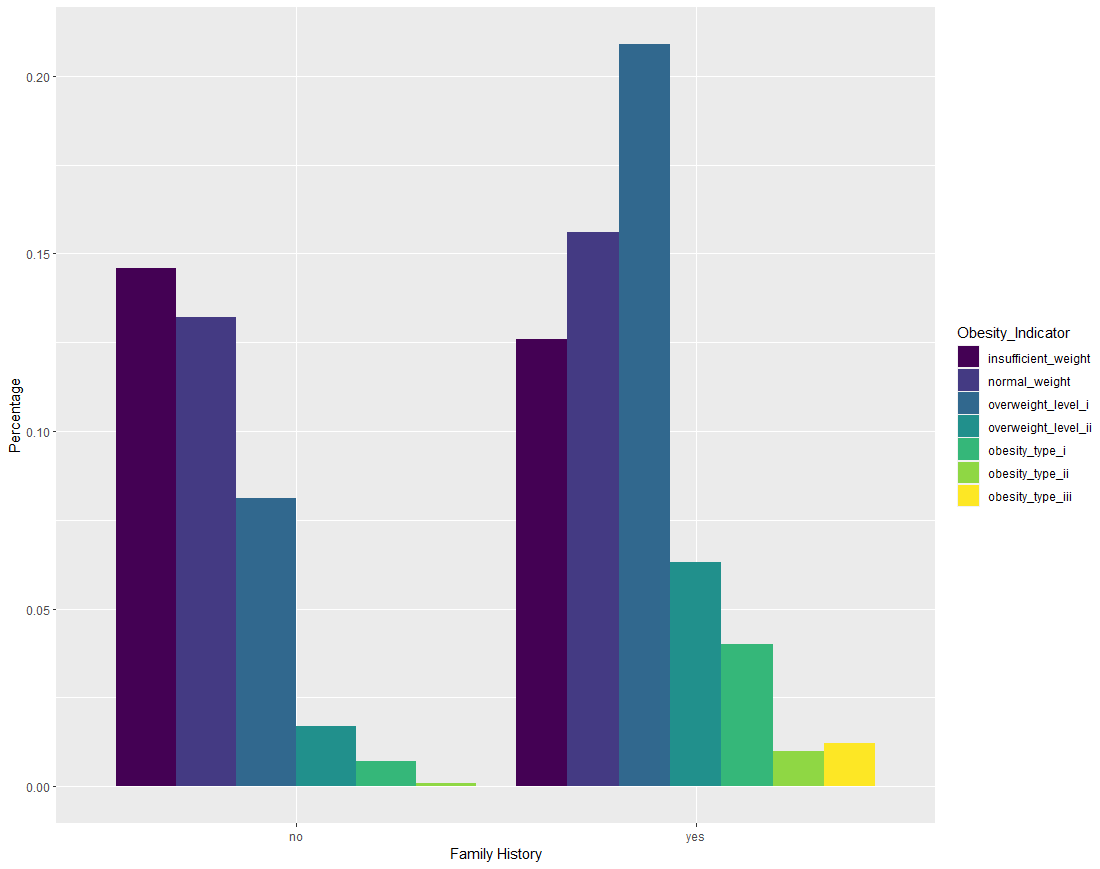 Percentage
0.20
0.15
0.10
0.05
0.00
no
yes
Family History
Obesity_Indicator
insufficient_weight
normal_weight
overweight_level_i
overweight_level_ii
obesity_type_i
obesity_type_ii
obesity_type_iii